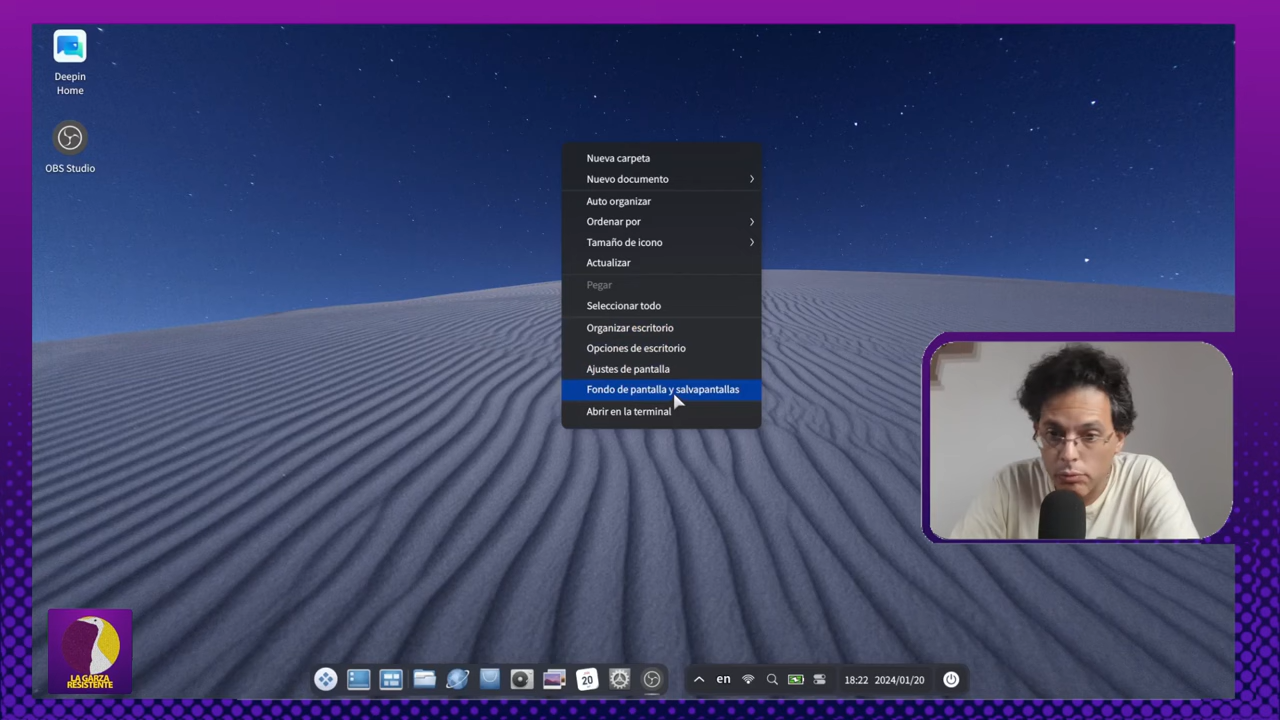 Deepin
Home
OBS Studio
Nueva carpeta
Nuevo documento
Auto organizar
Ordenar por
Tamaño de icono
Actualizar
Pegar
Seleccionar todo
Organizar escritorio
Opciones de escritorio
Ajustes de pantalla
Fondo de pantalla y salvapantallas
Abrir en la terminal
LA GARZA
RESISTENTE
20
en
18:22 2024/01/20